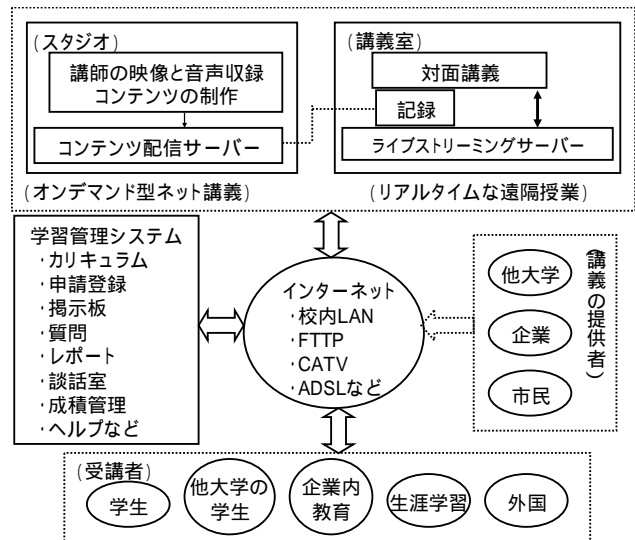 (スタジオ)
講師の映像と音声収録
コンテンツの制作
コンテンツ配信サーバー
(オンデマンド型ネット講義)
(講義室)
対面講義
記録
ライブストリーミングサーバー
(リアルタイムな遠隔授業)
学習管理システム
・カリキュラム
・申請登録
・掲示板
・質問
・レポート
・談話室
・成績管理
・ヘルプなど
インターネット
・校内LAN
・FTTP
・CATV
・ADSLなど
(講義の提供者)
他大学
企業
市民
(受講者)
学生
他大学の
学生
企業内
教育
生涯学習
外国